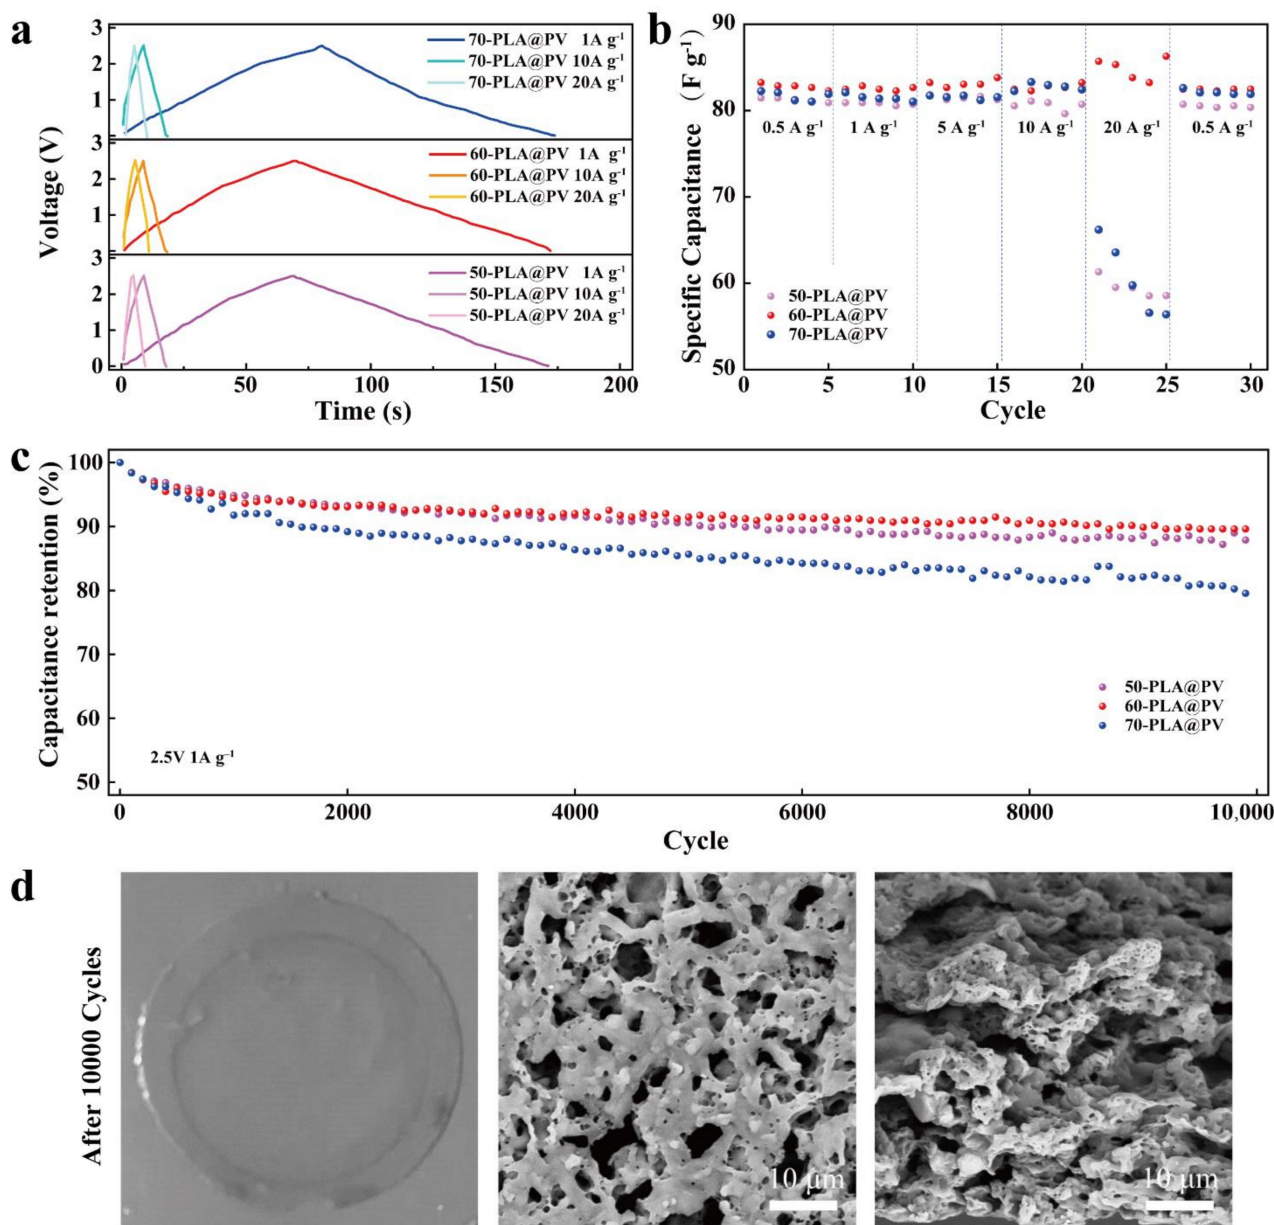 a
3
2
1
3
2
1
3
2
1
0
Voltage (V)
70-PLA@PV 1A g⁻¹
70-PLA@PV 10A g⁻¹
70-PLA@PV 20A g⁻¹
60-PLA@PV 1A g⁻¹
60-PLA@PV 10A g⁻¹
60-PLA@PV 20A g⁻¹
50-PLA@PV 1A g⁻¹
50-PLA@PV 10A g⁻¹
50-PLA@PV 20A g⁻¹
0 50 100 150 200
Time (s)
b
Specific Capacitance (F g⁻¹)
90
80
70
60
50
0.5 A g⁻¹ 1 A g⁻¹ 5 A g⁻¹ 10 A g⁻¹ 20 A g⁻¹ 0.5 A g⁻¹
50-PLA@PV
60-PLA@PV
70-PLA@PV
0 5 10 15 20 25 30
Cycle
c
Capacitance retention (%)
100
90
80
70
60
50
50-PLA@PV
60-PLA@PV
70-PLA@PV
2.5V 1A g⁻¹
0 2000 4000 6000 8000 10,000
Cycle
d
After 10000 Cycles
10 μm
10 μm